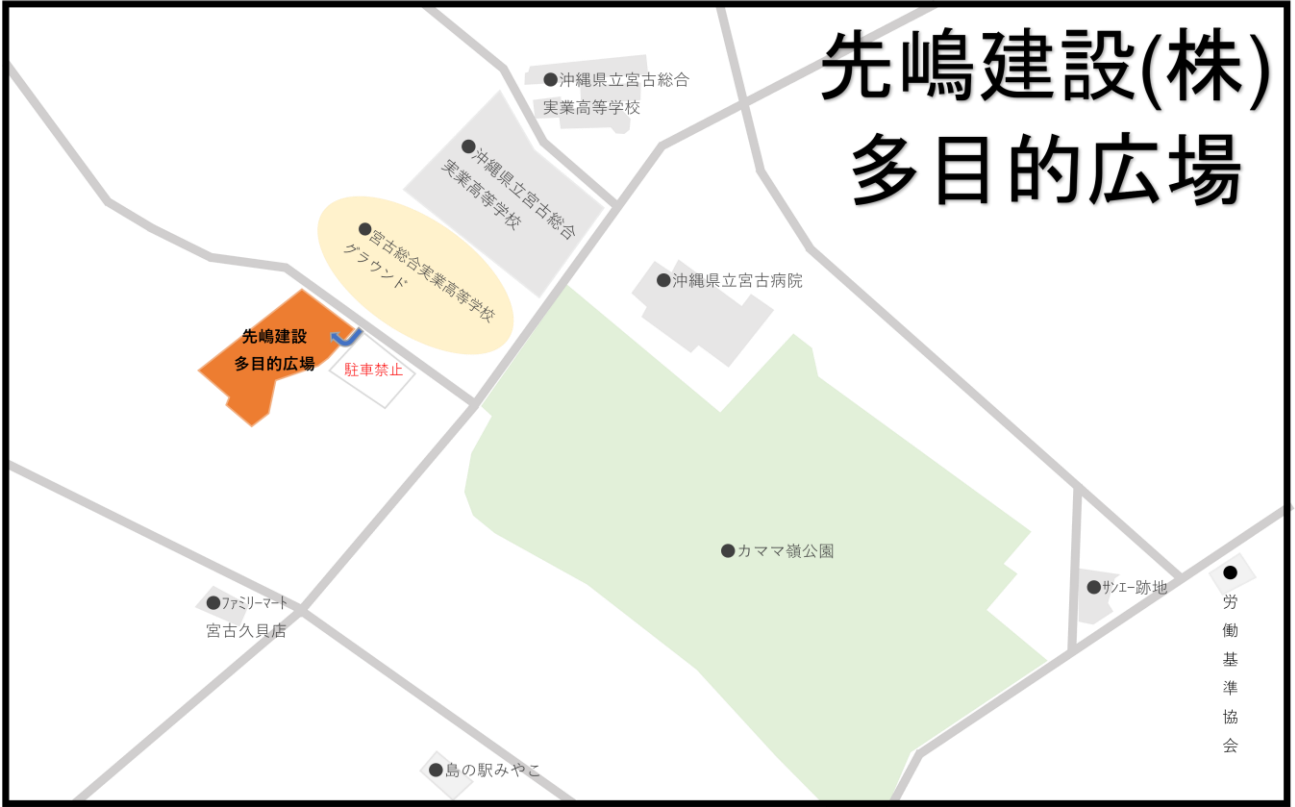 先嶋建設(株)
多目的広場
●沖縄県立宮古総合
実業高等学校
●沖縄県立宮古総合
実業高等学校
●宮古総合実業高等学校
グラウンド
●沖縄県立宮古病院
先嶋建設
多目的広場
駐車禁止
●カママ嶺公園
●サンエー跡地
●
労
働
基
準
協
会
●ファミリーマート
宮古久貝店
●島の駅みやこ